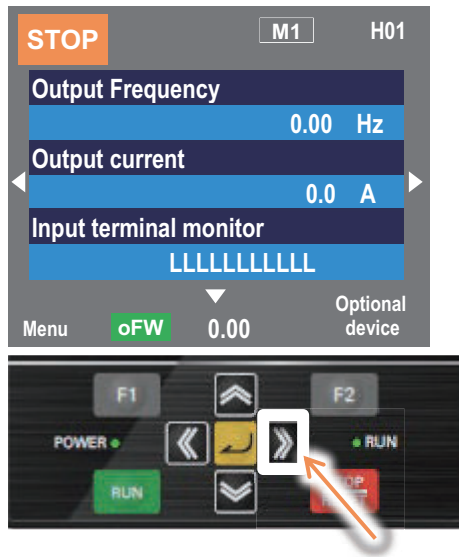 STOP M1 H01
Output Frequency
0.00 Hz
Output current
0.0 A
Input terminal monitor
LLLLLLLLLLL
Optional
Menu oFW 0.00 device
F1 F2
POWER RUN
RUN